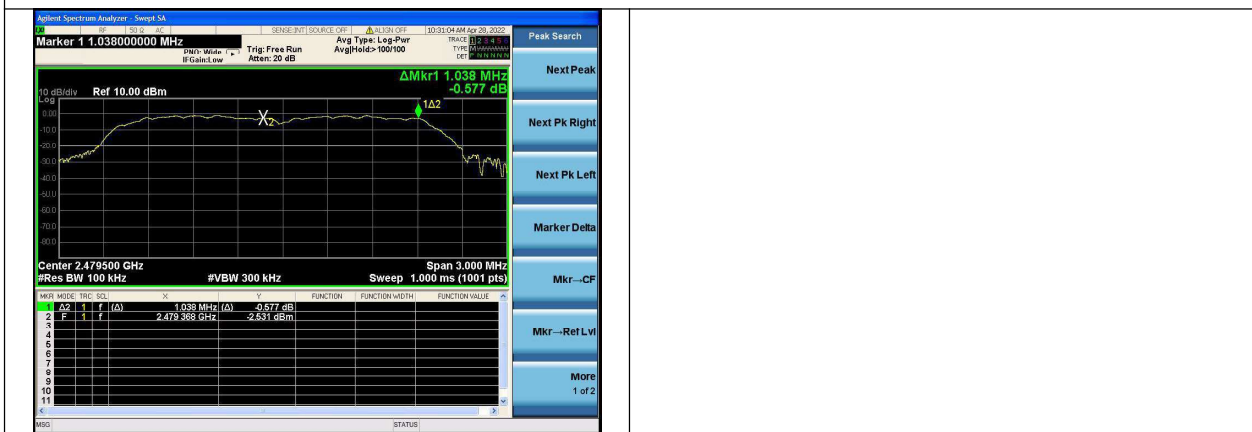 Agilent Spectrum Analyzer - Swept SA
RF 50 Ω AC SENSE:INT SOURCE OFF ALIGN OFF 10:31:04 AM Apr 28, 2022
Marker 1 1.038000000 MHz
PNO: Wide Trig: Free Run Avg Type: Log-Pwr TRACE 1 2 3 4 5
IFGain:Low Atten: 20 dB Avg|Hold:> 100/100 TYPE M
DET P N N N N N
Peak Search
Next Peak
Next Pk Right
Next Pk Left
Marker Delta
Mkr→CF
Mkr→Ref Lvl
More
1 of 2
ΔMkr1 1.038 MHz
-0.577 dB
10 dB/div Ref 10.00 dBm
Log
1Δ2
0.00
X2
-10.0
-20.0
-30.0
-40.0
-50.0
-60.0
-70.0
-80.0
Center 2.479500 GHz Span 3.000 MHz
#Res BW 100 kHz #VBW 300 kHz Sweep 1.000 ms (1001 pts)
MKR MODE TRC SCL X Y FUNCTION FUNCTION WIDTH FUNCTION VALUE
1 Δ2 1 f (Δ) 1.038 MHz (Δ) -0.577 dB
2 F 1 f 2.479 368 GHz -2.531 dBm
3
4
5
6
7
8
9
10
11
MSG STATUS